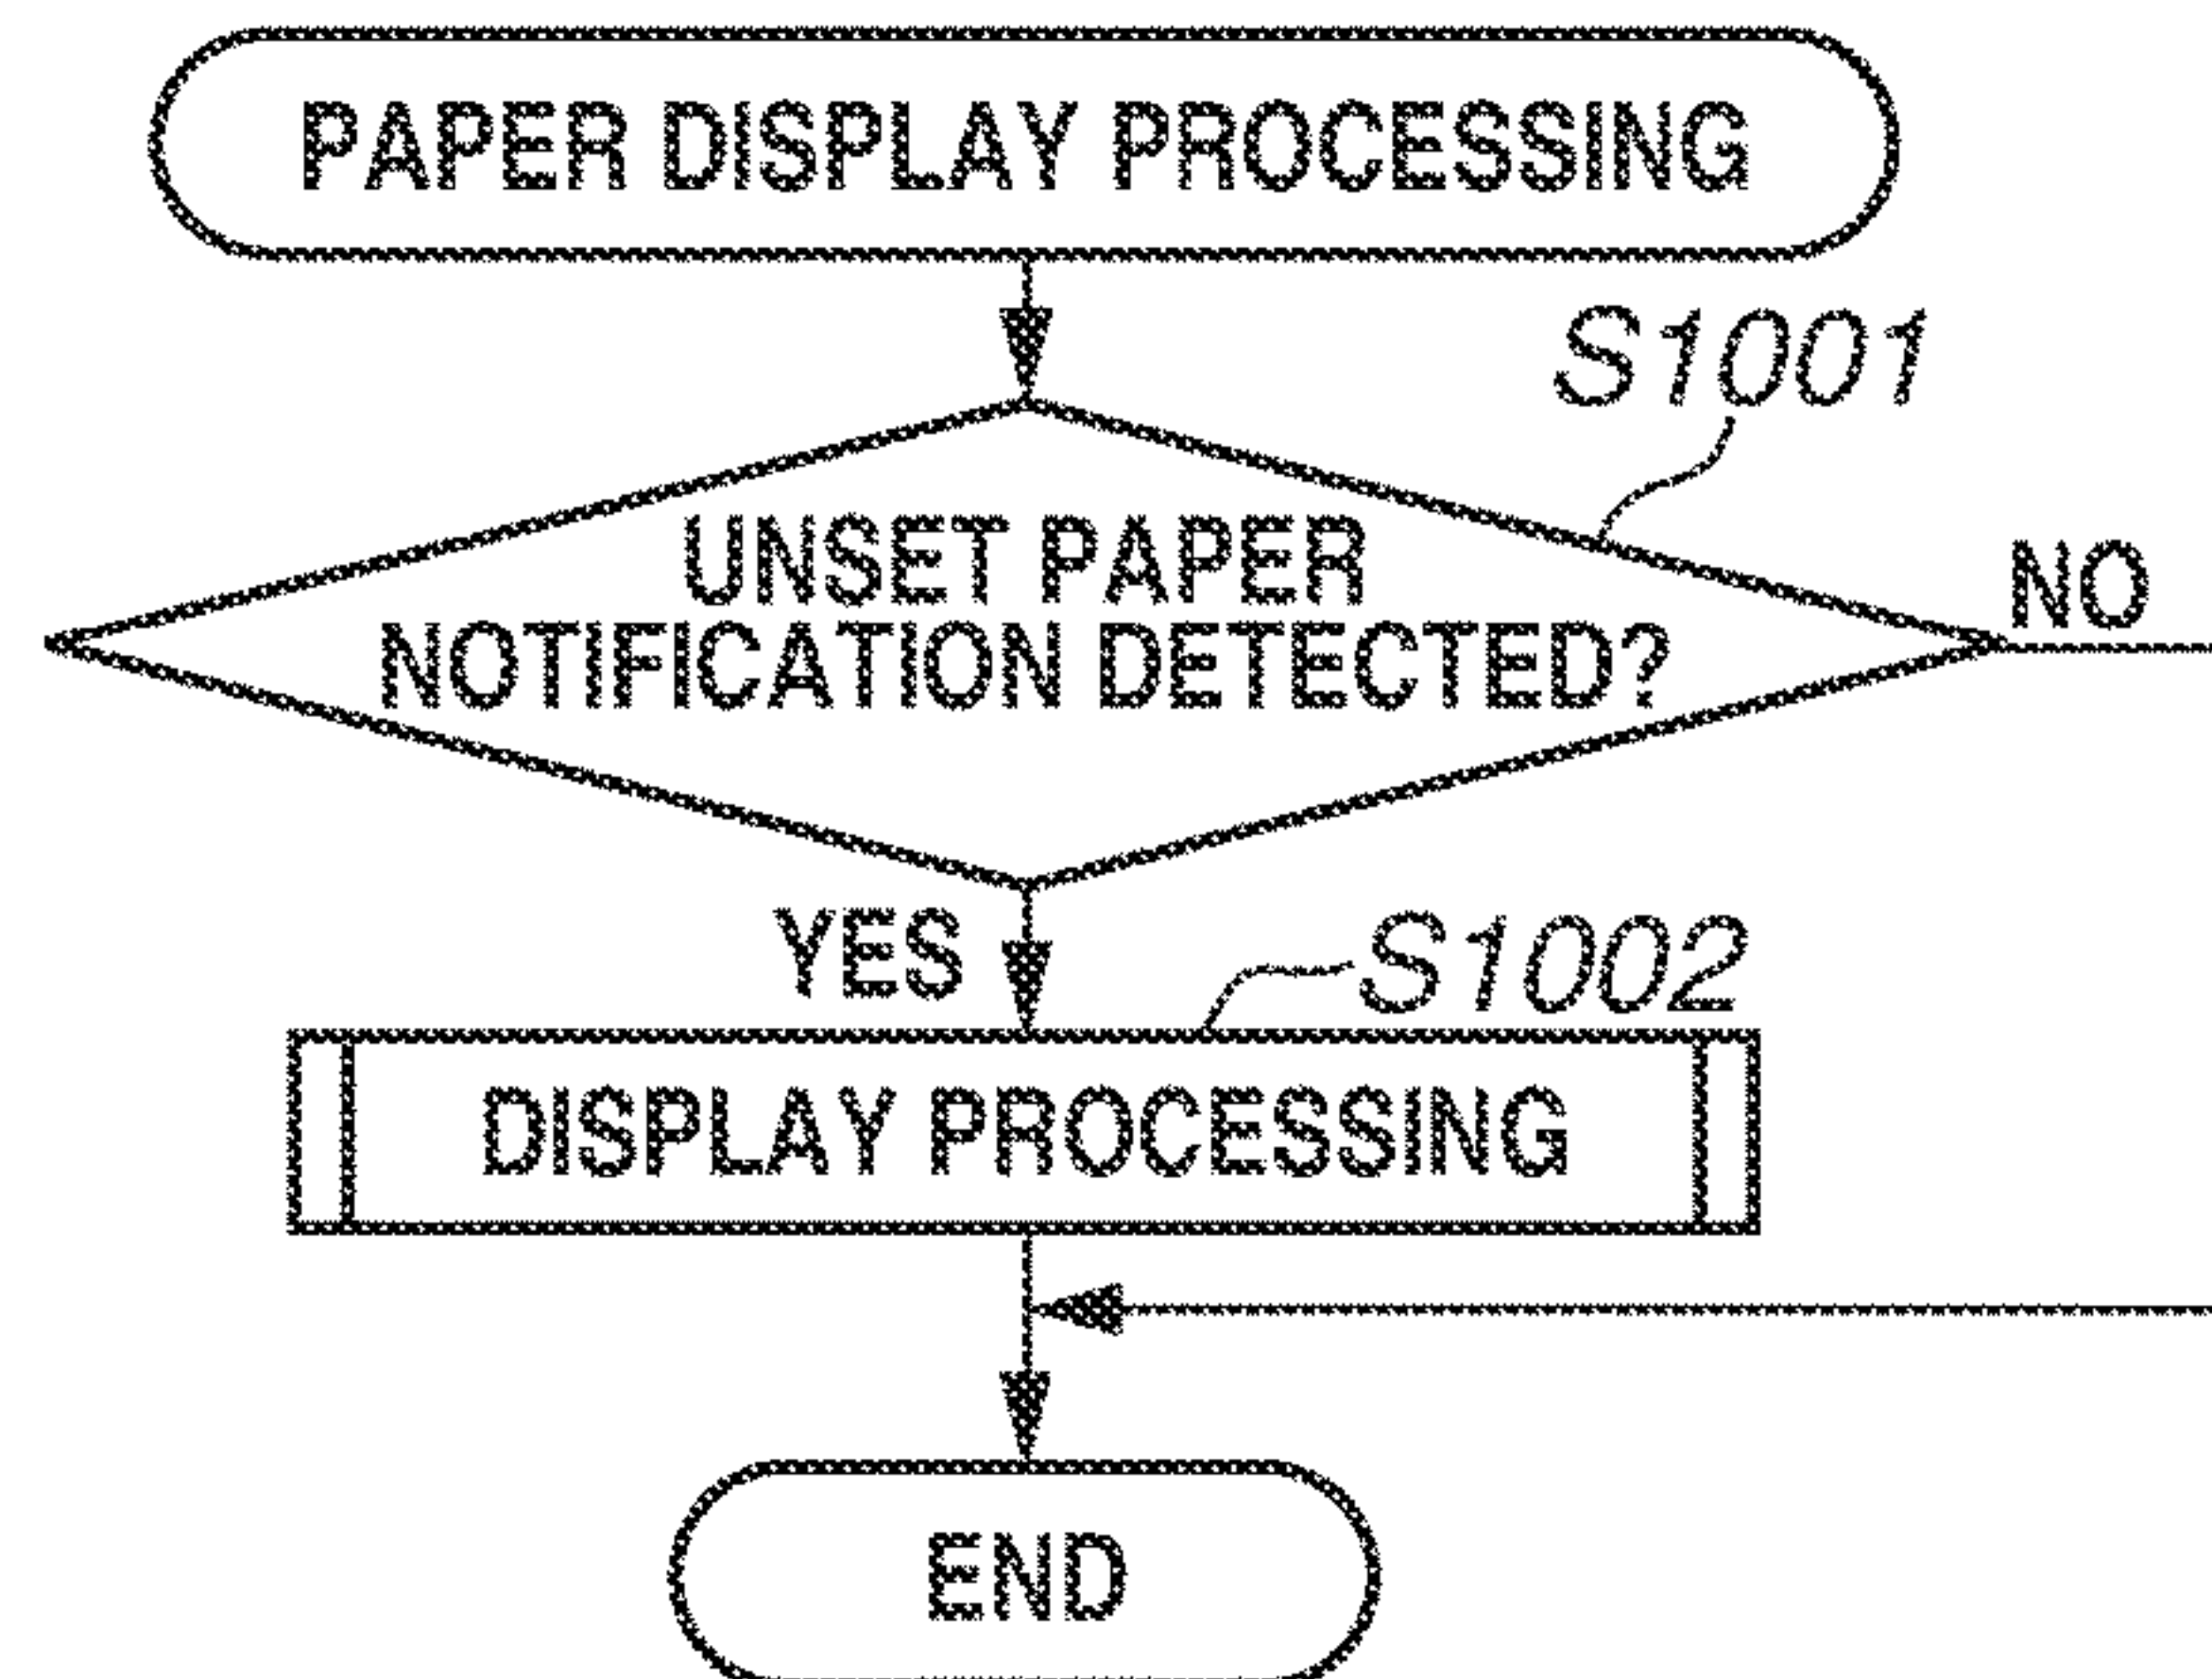 PAPER DISPLAY PROCESSING
S1001
UNSET PAPER
NOTIFICATION DETECTED?
NO
YES
S1002
DISPLAY PROCESSING
END